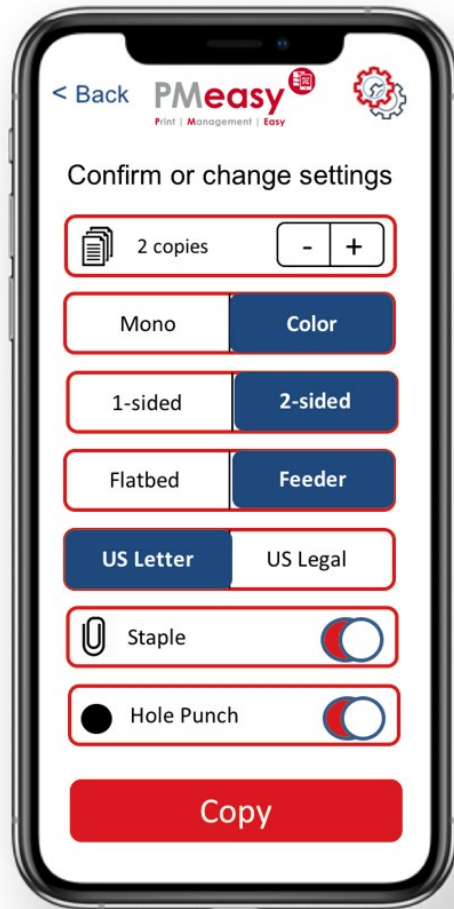 < Back
PMeasy
Print | Management | Easy
Confirm or change settings
2 copies - +
Mono Color
1-sided 2-sided
Flatbed Feeder
US Letter US Legal
Staple
Hole Punch
Copy